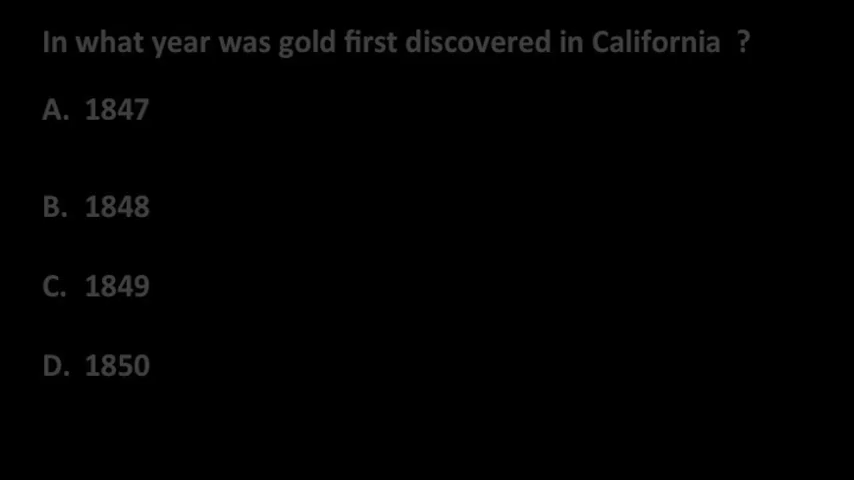 In what year was gold first discovered in California ?
A. 1847
B. 1848
C. 1849
D. 1850